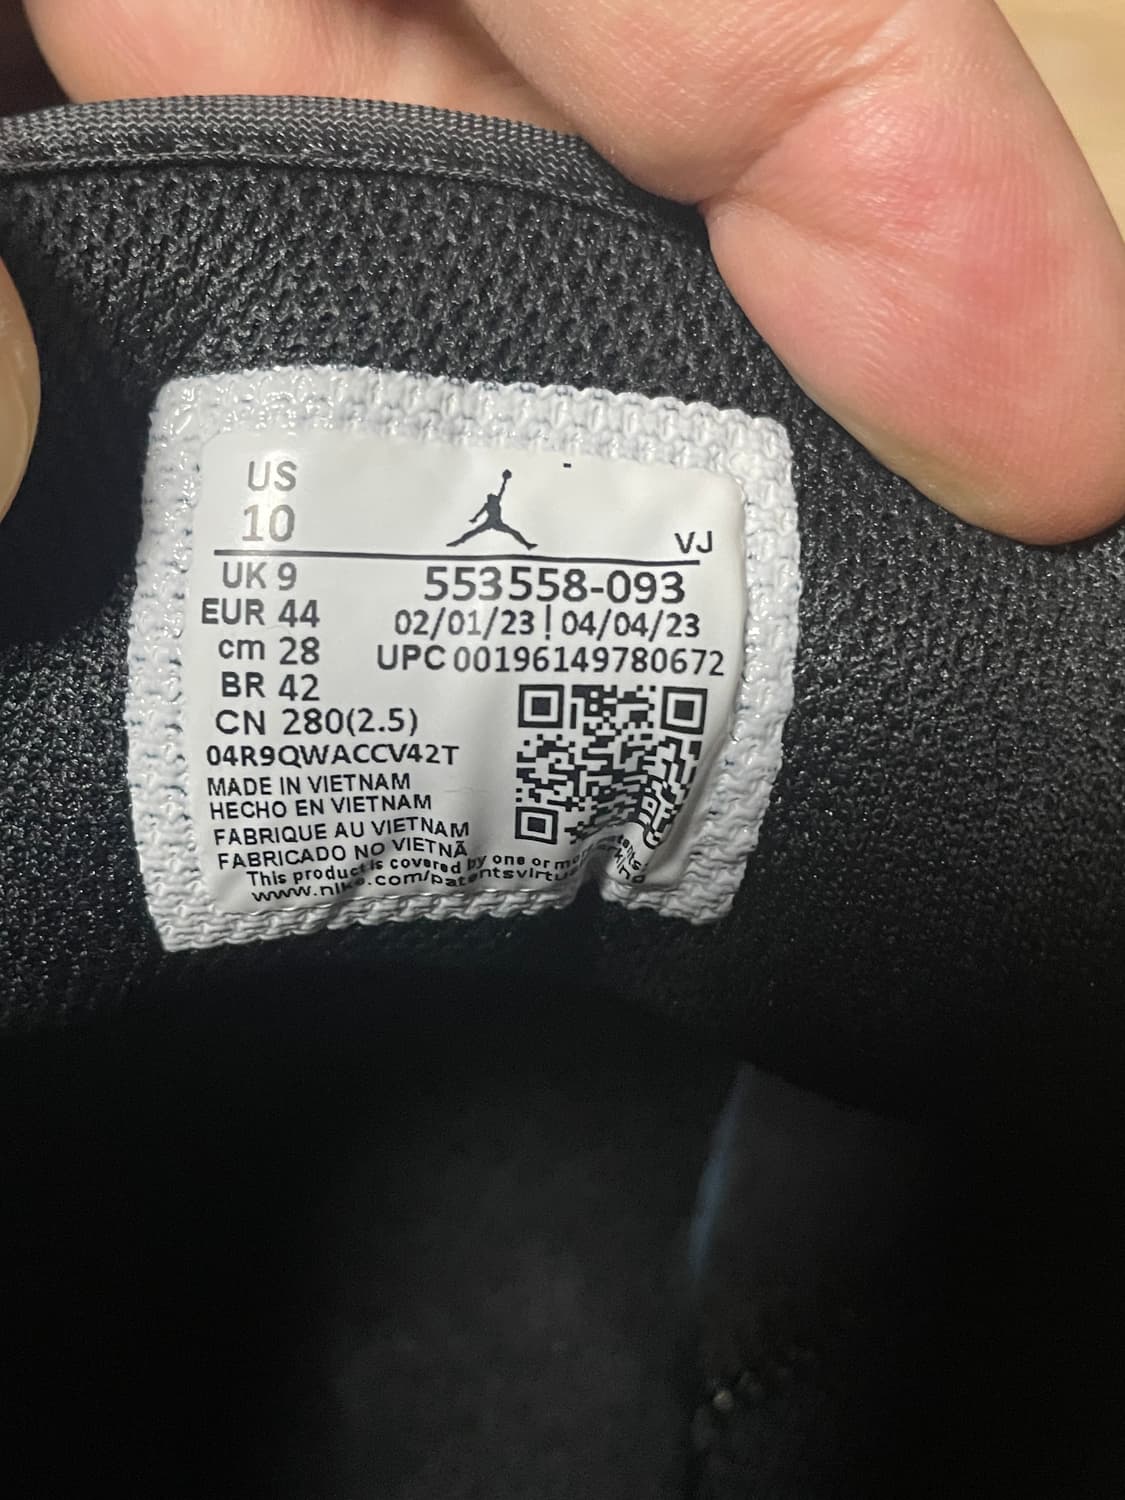 US
10
VJ
UK 9
553558-093
EUR 44
02/01/23 | 04/04/23
cm 28
UPC 00196149780672
BR 42
CN 280(2.5)
04R9QWACCV42T
MADE IN VIETNAM
HECHO EN VIETNAM
FABRIQUE AU VIETNAM
FABRICADO NO VIETNÃ
This product is covered by one or
www.nike.com/patentsvirtu